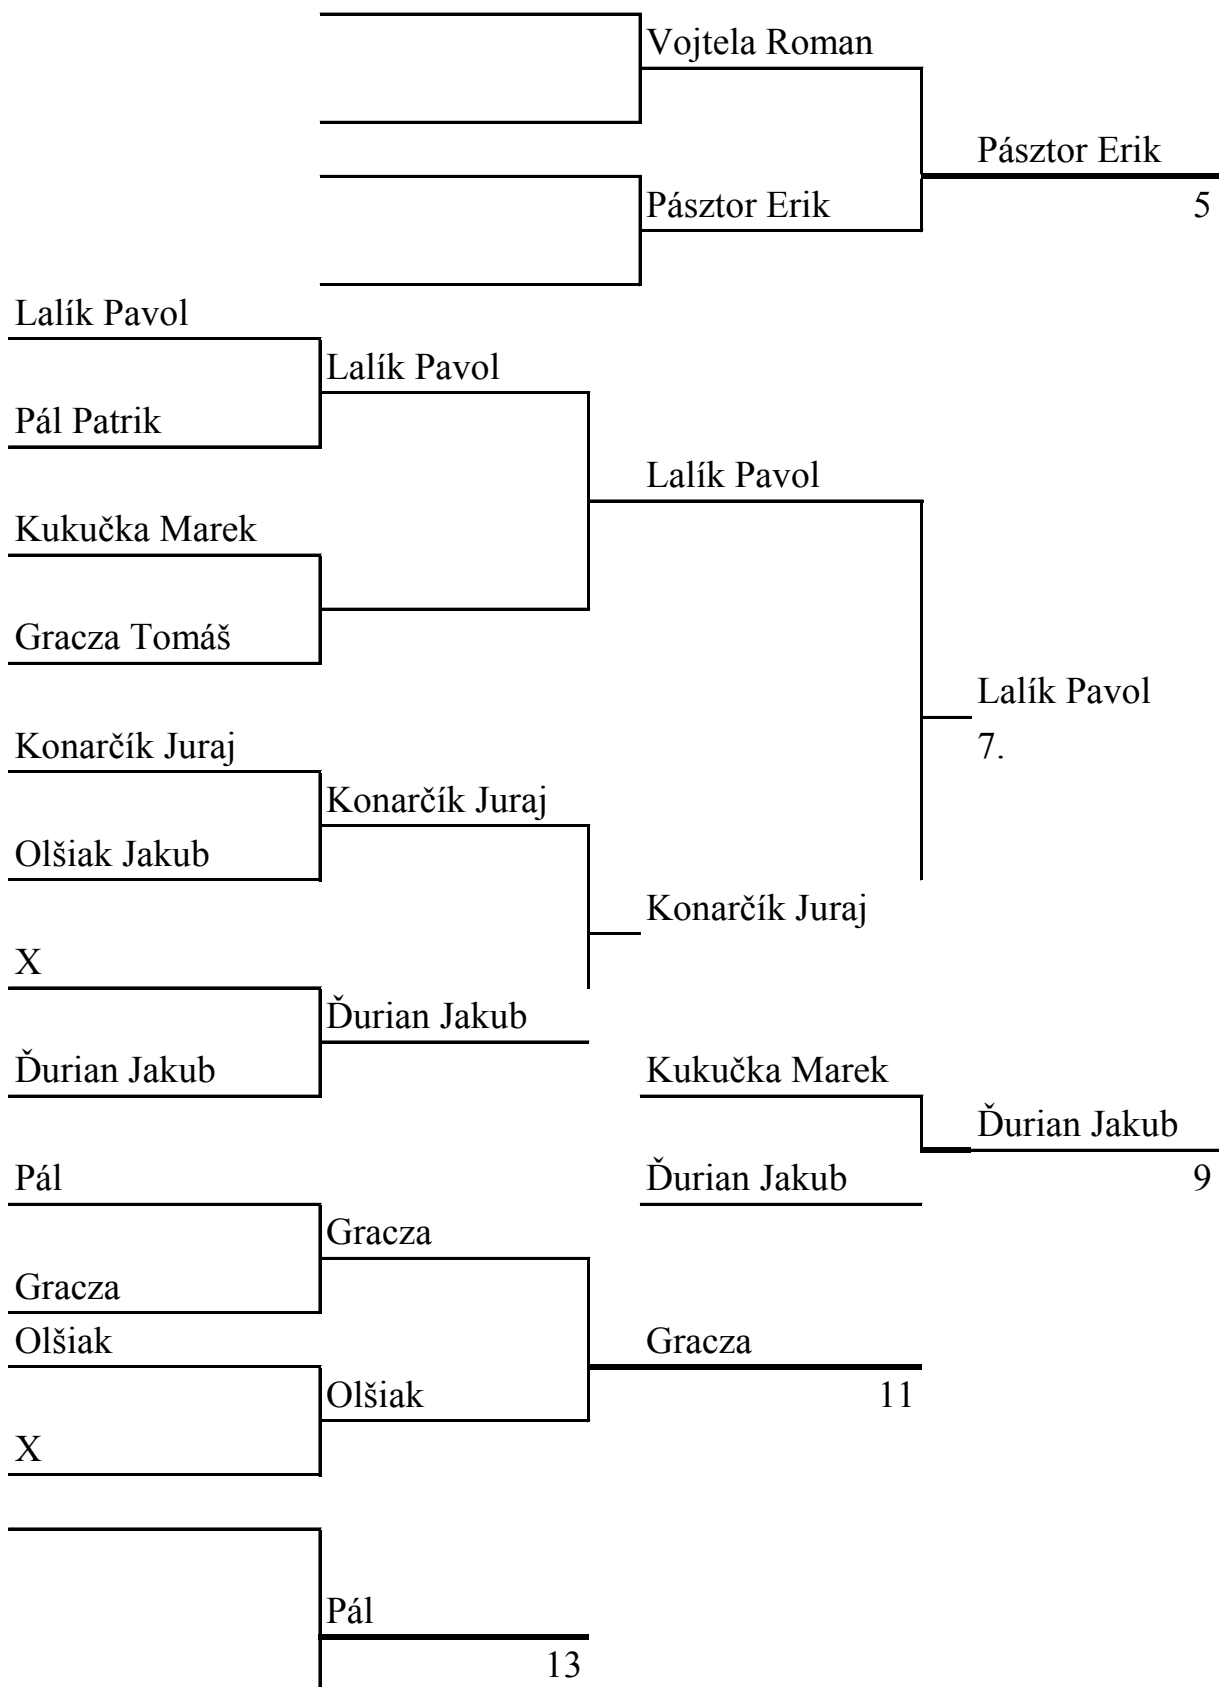 Vojtela Roman
Pásztor Erik
Pásztor Erik
5
Lalík Pavol
Lalík Pavol
Pál Patrik
Lalík Pavol
Kukučka Marek
Gracza Tomáš
Lalík Pavol
Konarčík Juraj
7.
Konarčík Juraj
Olšiak Jakub
Konarčík Juraj
X
Ďurian Jakub
Ďurian Jakub
Kukučka Marek
Ďurian Jakub
Pál
Ďurian Jakub
9
Gracza
Gracza
Olšiak
Gracza
Olšiak
11
X
Pál
13